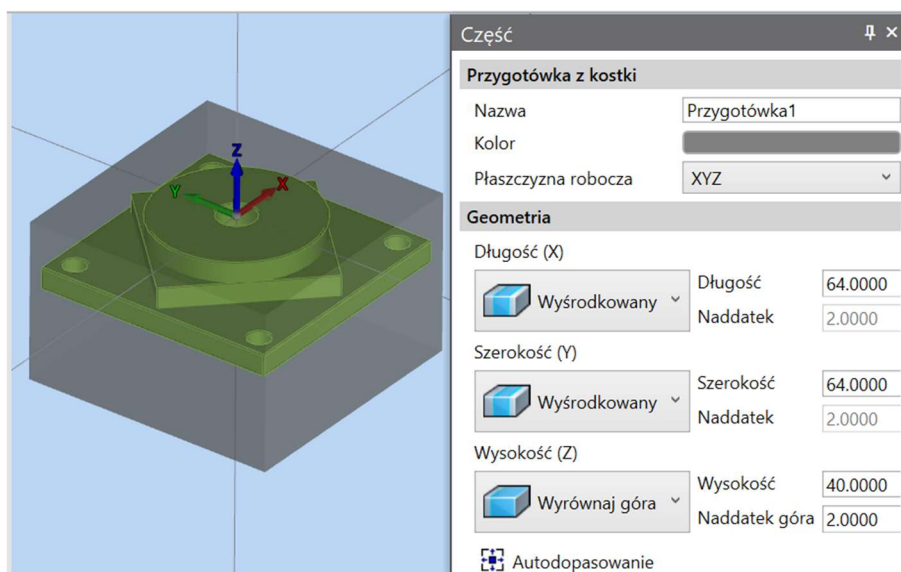 Część
Przygotówka z kostki
Nazwa Przygotówka1
Kolor
Płaszczyzna robocza XYZ
Geometria
Długość (X)
Wyśrodkowany Długość 64.0000
Naddatek 2.0000
Szerokość (Y)
Wyśrodkowany Szerokość 64.0000
Naddatek 2.0000
Wysokość (Z)
Wyrównaj góra Wysokość 40.0000
Naddatek góra 2.0000
Autodopasowanie
Z
Y
X